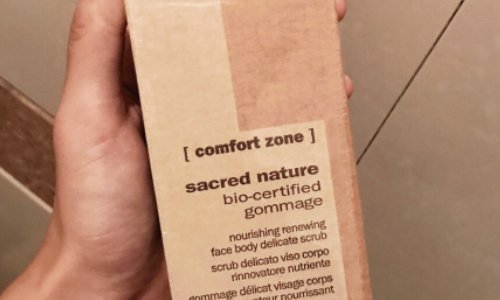 [ comfort zone ]
sacred nature
bio-certified
gommage
nourishing renewing
face body delicate scrub
scrub delicato viso corpo
rinnovatore nutriente
gommage délicat visage corps
nourrissant